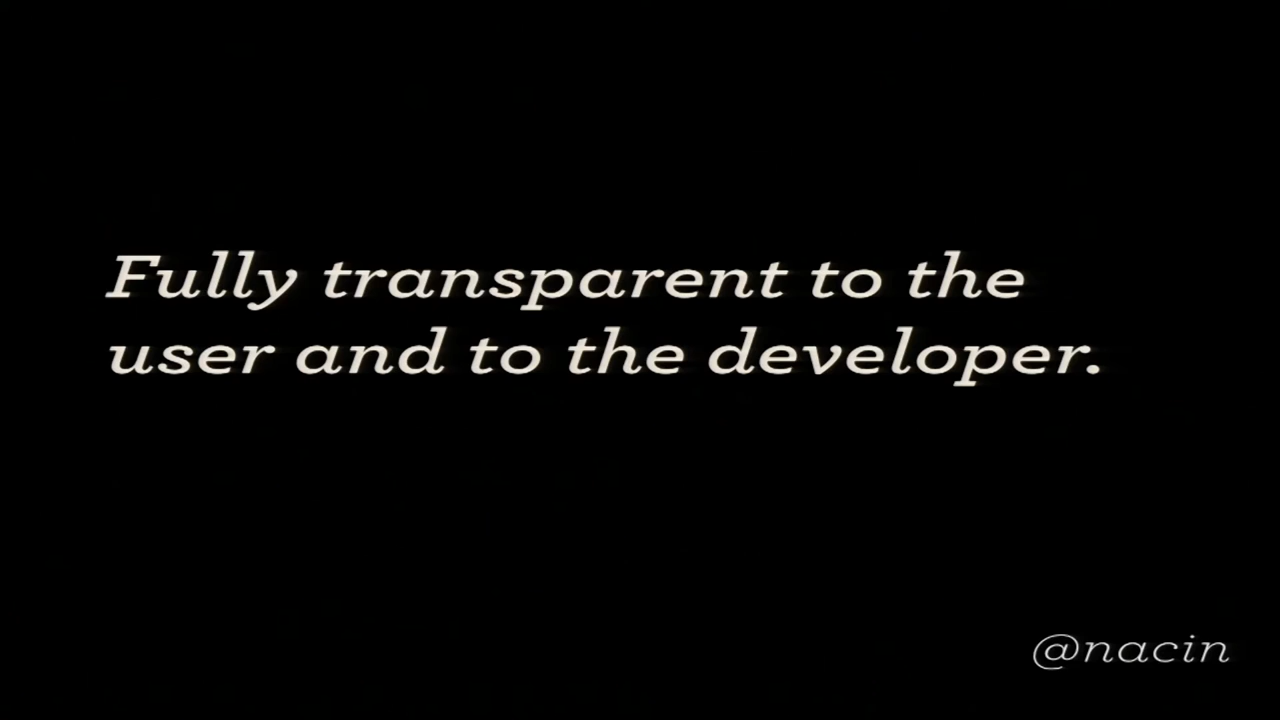 Fully transparent to the
user and to the developer.
@nacin